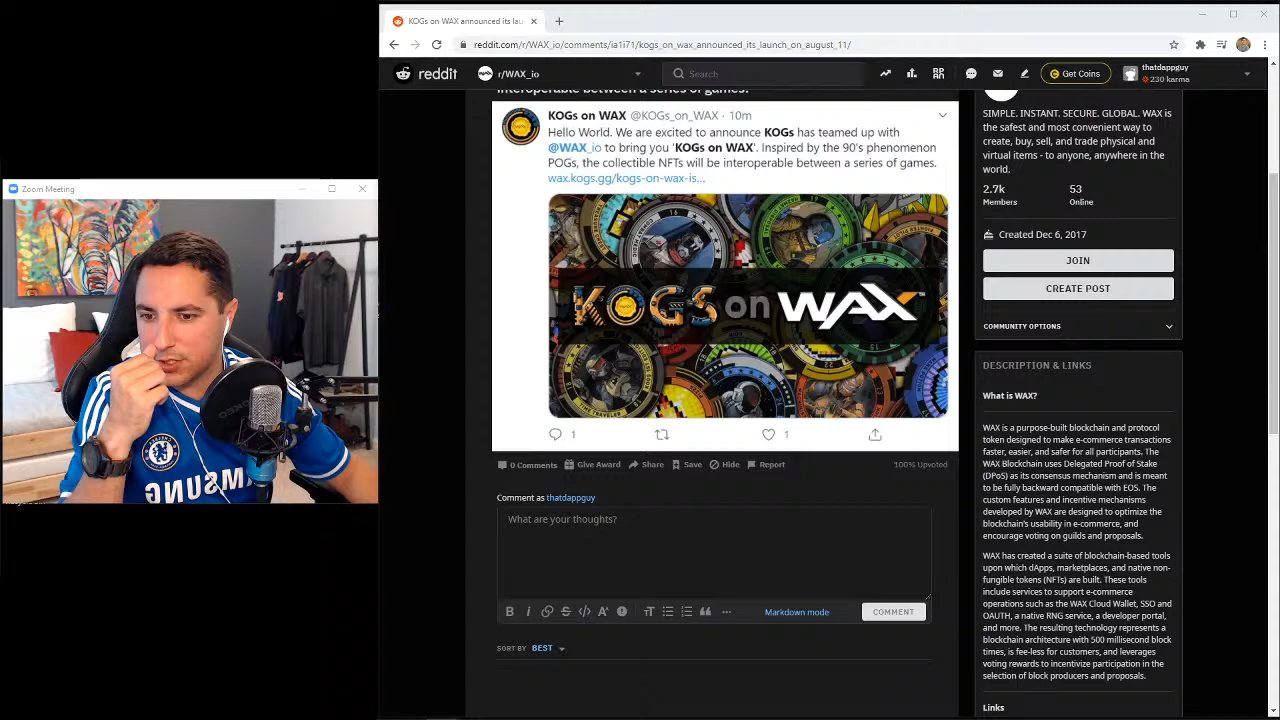 KOGs on WAX announced its lau
reddit.com/r/WAX_io/comments/ia1i71/kogs_on_wax_announced_its_launch_on_august_11/
reddit
r/WAX_io
Search
Get Coins
thatdappguy
230 karma
Zoom Meeting
SAMSUNG
interoperable between a series of games.
KOGs on WAX @KOGs_on_WAX · 10m
Hello World. We are excited to announce KOGs has teamed up with
@WAX_io to bring you 'KOGs on WAX'. Inspired by the 90's phenomenon
POGs, the collectible NFTs will be interoperable between a series of games.
wax.kogs.gg/kogs-on-wax-is...
KOGS on WAX
TIME TRAVELER
1
1
0 Comments
Give Award
Share
Save
Hide
Report
100% Upvoted
Comment as thatdappguy
What are your thoughts?
B i
Markdown mode
COMMENT
SORT BY BEST
SIMPLE. INSTANT. SECURE. GLOBAL. WAX is
the safest and most convenient way to
create, buy, sell, and trade physical and
virtual items - to anyone, anywhere in the
world.
2.7k
Members
53
Online
Created Dec 6, 2017
JOIN
CREATE POST
COMMUNITY OPTIONS
DESCRIPTION & LINKS
What is WAX?
WAX is a purpose-built blockchain and protocol
token designed to make e-commerce transactions
faster, easier, and safer for all participants. The
WAX Blockchain uses Delegated Proof of Stake
(DPoS) as its consensus mechanism and is meant
to be fully backward compatible with EOS. The
custom features and incentive mechanisms
developed by WAX are designed to optimize the
blockchain's usability in e-commerce, and
encourage voting on guilds and proposals.
WAX has created a suite of blockchain-based tools
upon which dApps, marketplaces, and native non-
fungible tokens (NFTs) are built. These tools
include services to support e-commerce
operations such as the WAX Cloud Wallet, SSO and
OAUTH, a native RNG service, a developer portal,
and more. The resulting technology represents a
blockchain architecture with 500 millisecond block
times, is fee-less for customers, and leverages
voting rewards to incentivize participation in the
selection of block producers and proposals.
Links